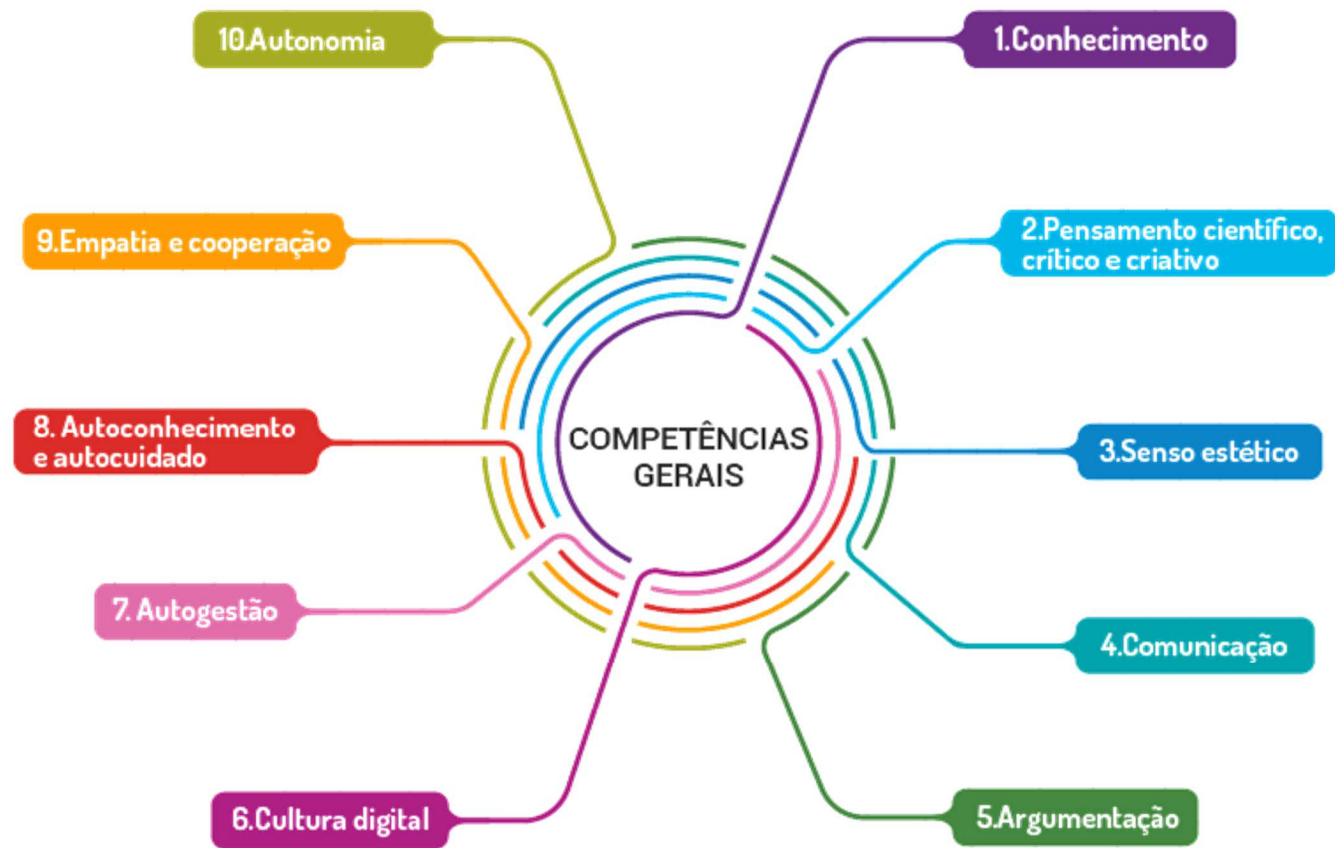 COMPETÊNCIAS
GERAIS
1.Conhecimento
2.Pensamento científico,
crítico e criativo
3.Senso estético
4.Comunicação
5.Argumentação
6.Cultura digital
7. Autogestão
8. Autoconhecimento
e autocuidado
9.Empatia e cooperação
10.Autonomia